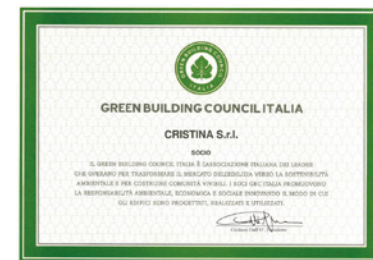 GREEN BUILDING COUNCIL
ITALIA
GREEN BUILDING COUNCIL ITALIA
CRISTINA S.r.l.
SOCIO
IL GREEN BUILDING COUNCIL ITALIA È L'ASSOCIAZIONE ITALIANA DEI LEADER
CHE OPERANO PER TRASFORMARE IL MERCATO DELL'EDILIZIA VERSO LA SOSTENIBILITÀ
AMBIENTALE E PER COSTRUIRE COMUNITÀ VIVIBILI. I SOCI GBC ITALIA PROMUOVONO
LA RESPONSABILITÀ AMBIENTALE, ECONOMICA E SOCIALE INNOVANDO IL MODO IN CUI
GLI EDIFICI SONO PROGETTATI, REALIZZATI E UTILIZZATI.